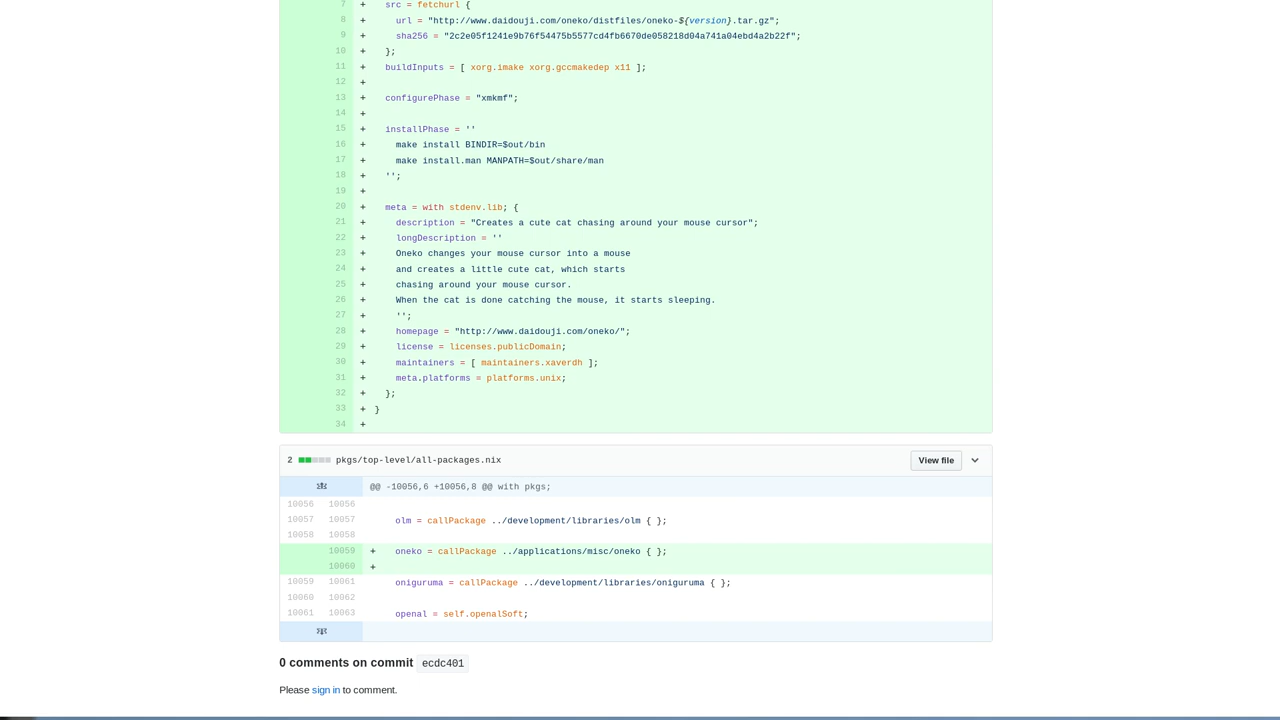 7 + src = fetchurl {
8 + url = "http://www.daidouji.com/oneko/distfiles/oneko-${version}.tar.gz";
9 + sha256 = "2c2e05f1241e9b76f54475b5577cd4fb6670de058218d04a741a04ebd4a2b22f";
10 + };
11 + buildInputs = [ xorg.imake xorg.gccmakedep x11 ];
12 +
13 + configurePhase = "xmkmf";
14 +
15 + installPhase = ''
16 + make install BINDIR=$out/bin
17 + make install.man MANPATH=$out/share/man
18 + '';
19 +
20 + meta = with stdenv.lib; {
21 + description = "Creates a cute cat chasing around your mouse cursor";
22 + longDescription = ''
23 + Oneko changes your mouse cursor into a mouse
24 + and creates a little cute cat, which starts
25 + chasing around your mouse cursor.
26 + When the cat is done catching the mouse, it starts sleeping.
27 + '';
28 + homepage = "http://www.daidouji.com/oneko/";
29 + license = licenses.publicDomain;
30 + maintainers = [ maintainers.xaverdh ];
31 + meta.platforms = platforms.unix;
32 + };
33 + }
34 +
2 pkgs/top-level/all-packages.nix View file
@@ -10056,6 +10056,8 @@ with pkgs;
10056 10056
10057 10057 olm = callPackage ../development/libraries/olm { };
10058 10058
10059 + oneko = callPackage ../applications/misc/oneko { };
10060 +
10059 10061 oniguruma = callPackage ../development/libraries/oniguruma { };
10060 10062
10061 10063 openal = self.openalSoft;
0 comments on commit ecdc401
Please sign in to comment.